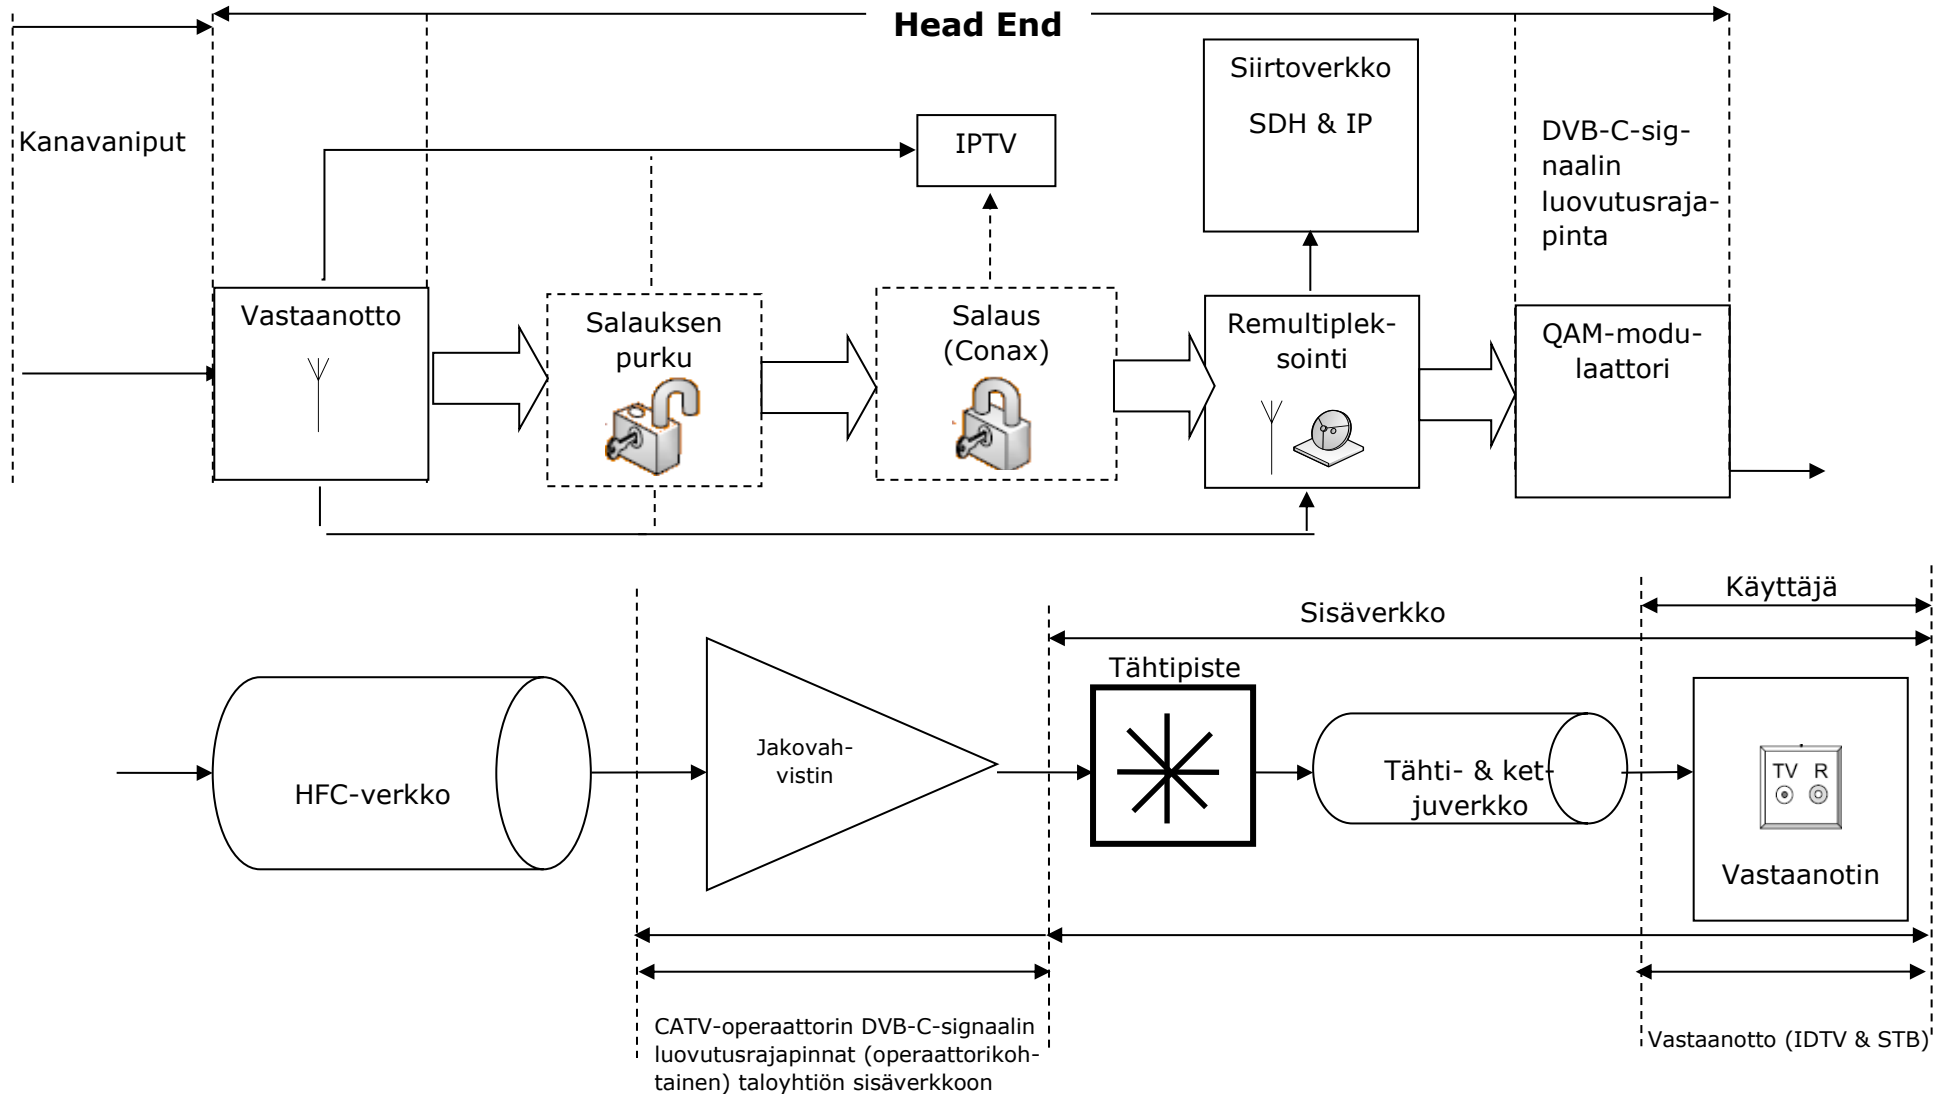 Head End
Kanavaniput
Siirtoverkko
SDH & IP
IPTV
DVB-C-sig-
naalin
luovutusraja-
pinta
Vastaanotto
Salauksen
purku
Salaus
(Conax)
Remultiplek-
sointi
QAM-modu-
laattori
Käyttäjä
Sisäverkko
Tähtipiste
HFC-verkko
Jakovah-
vistin
Tähti- & ket-
juverkko
TV R
Vastaanotin
CATV-operaattorin DVB-C-signaalin
luovutusrajapinnat (operaattorikoh-
tainen) taloyhtiön sisäverkkoon
Vastaanotto (IDTV & STB)